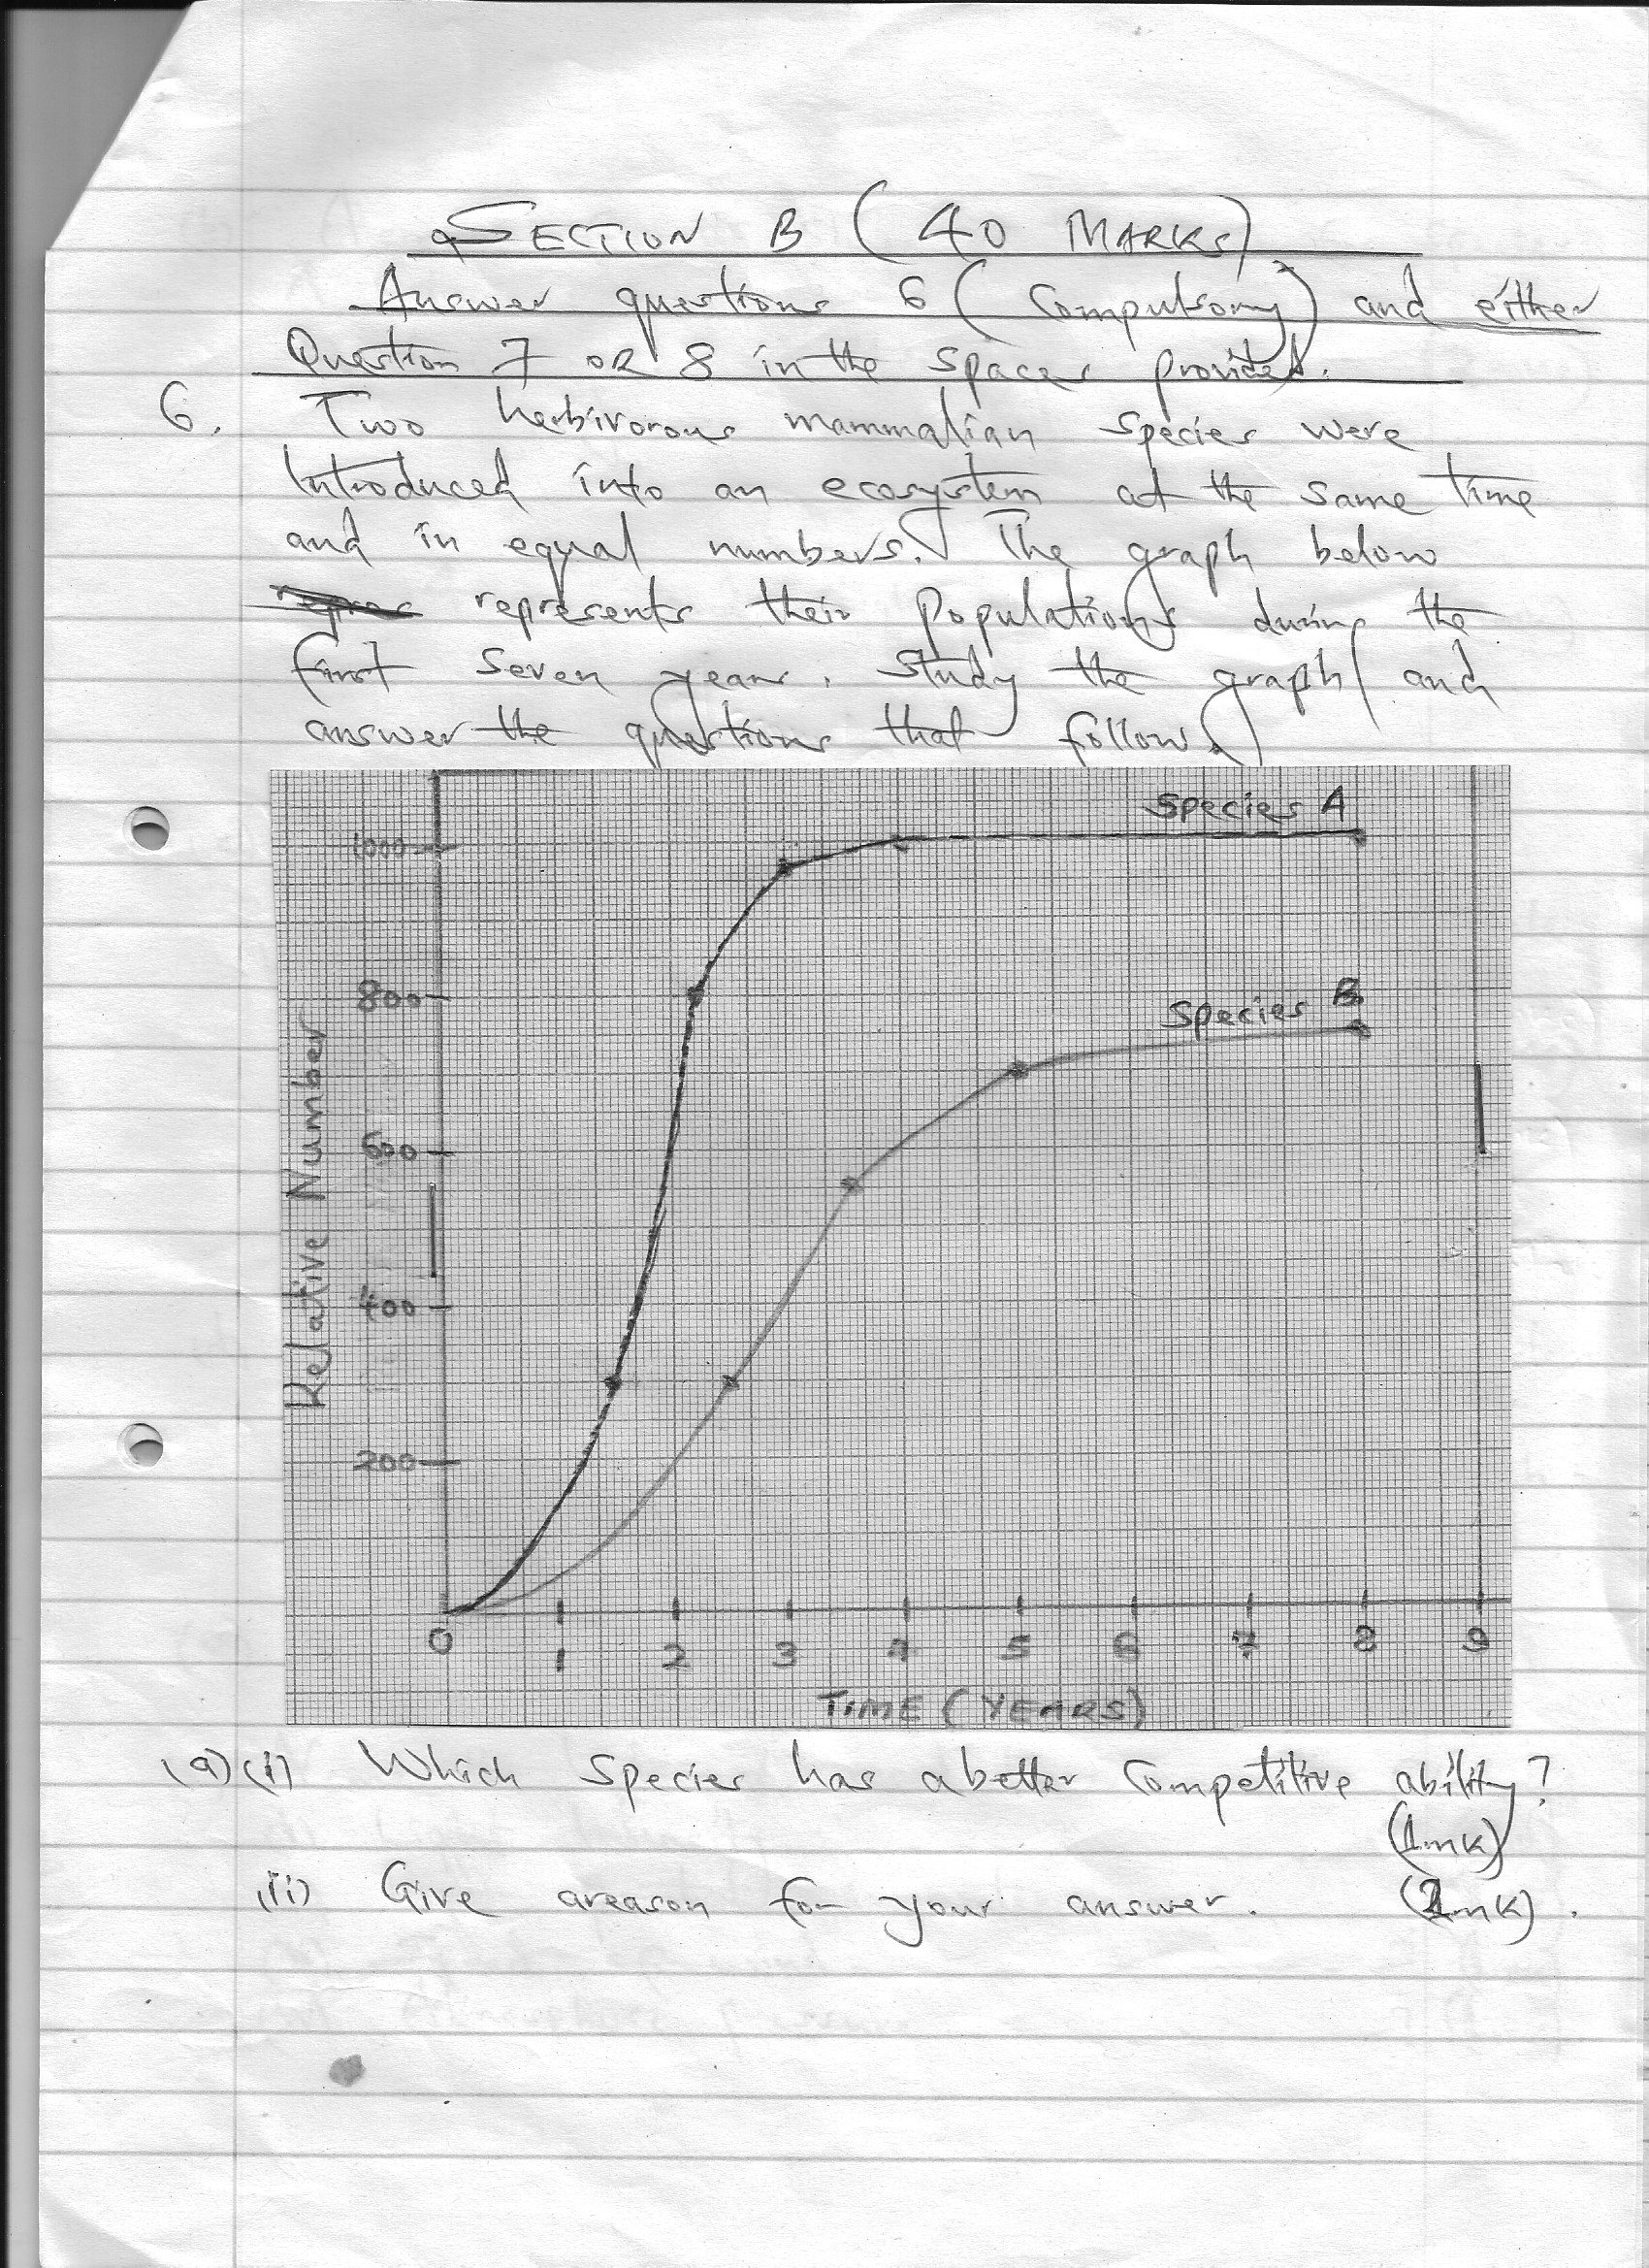 SECTION B ( 40 MARKS)
Answer questions 6 ( Compulsory) and either
Question 7 OR 8 in the spaces provided.
6. Two herbivorous mammalian species were
Introduced into an ecosystem at the same time
and in equal numbers. The graph below
represents their populations during the
first seven years. Study the graph and
answer the questions that follow.
Species A
1000
800
Species B
600
400
200
Relative Number
0 1 2 3 4 5 6 7 8 9
TIME (YEARS)
(a)(i) Which species has a better Competitive ability?
(1mk)
(ii) Give a reason for your answer. (2mk).